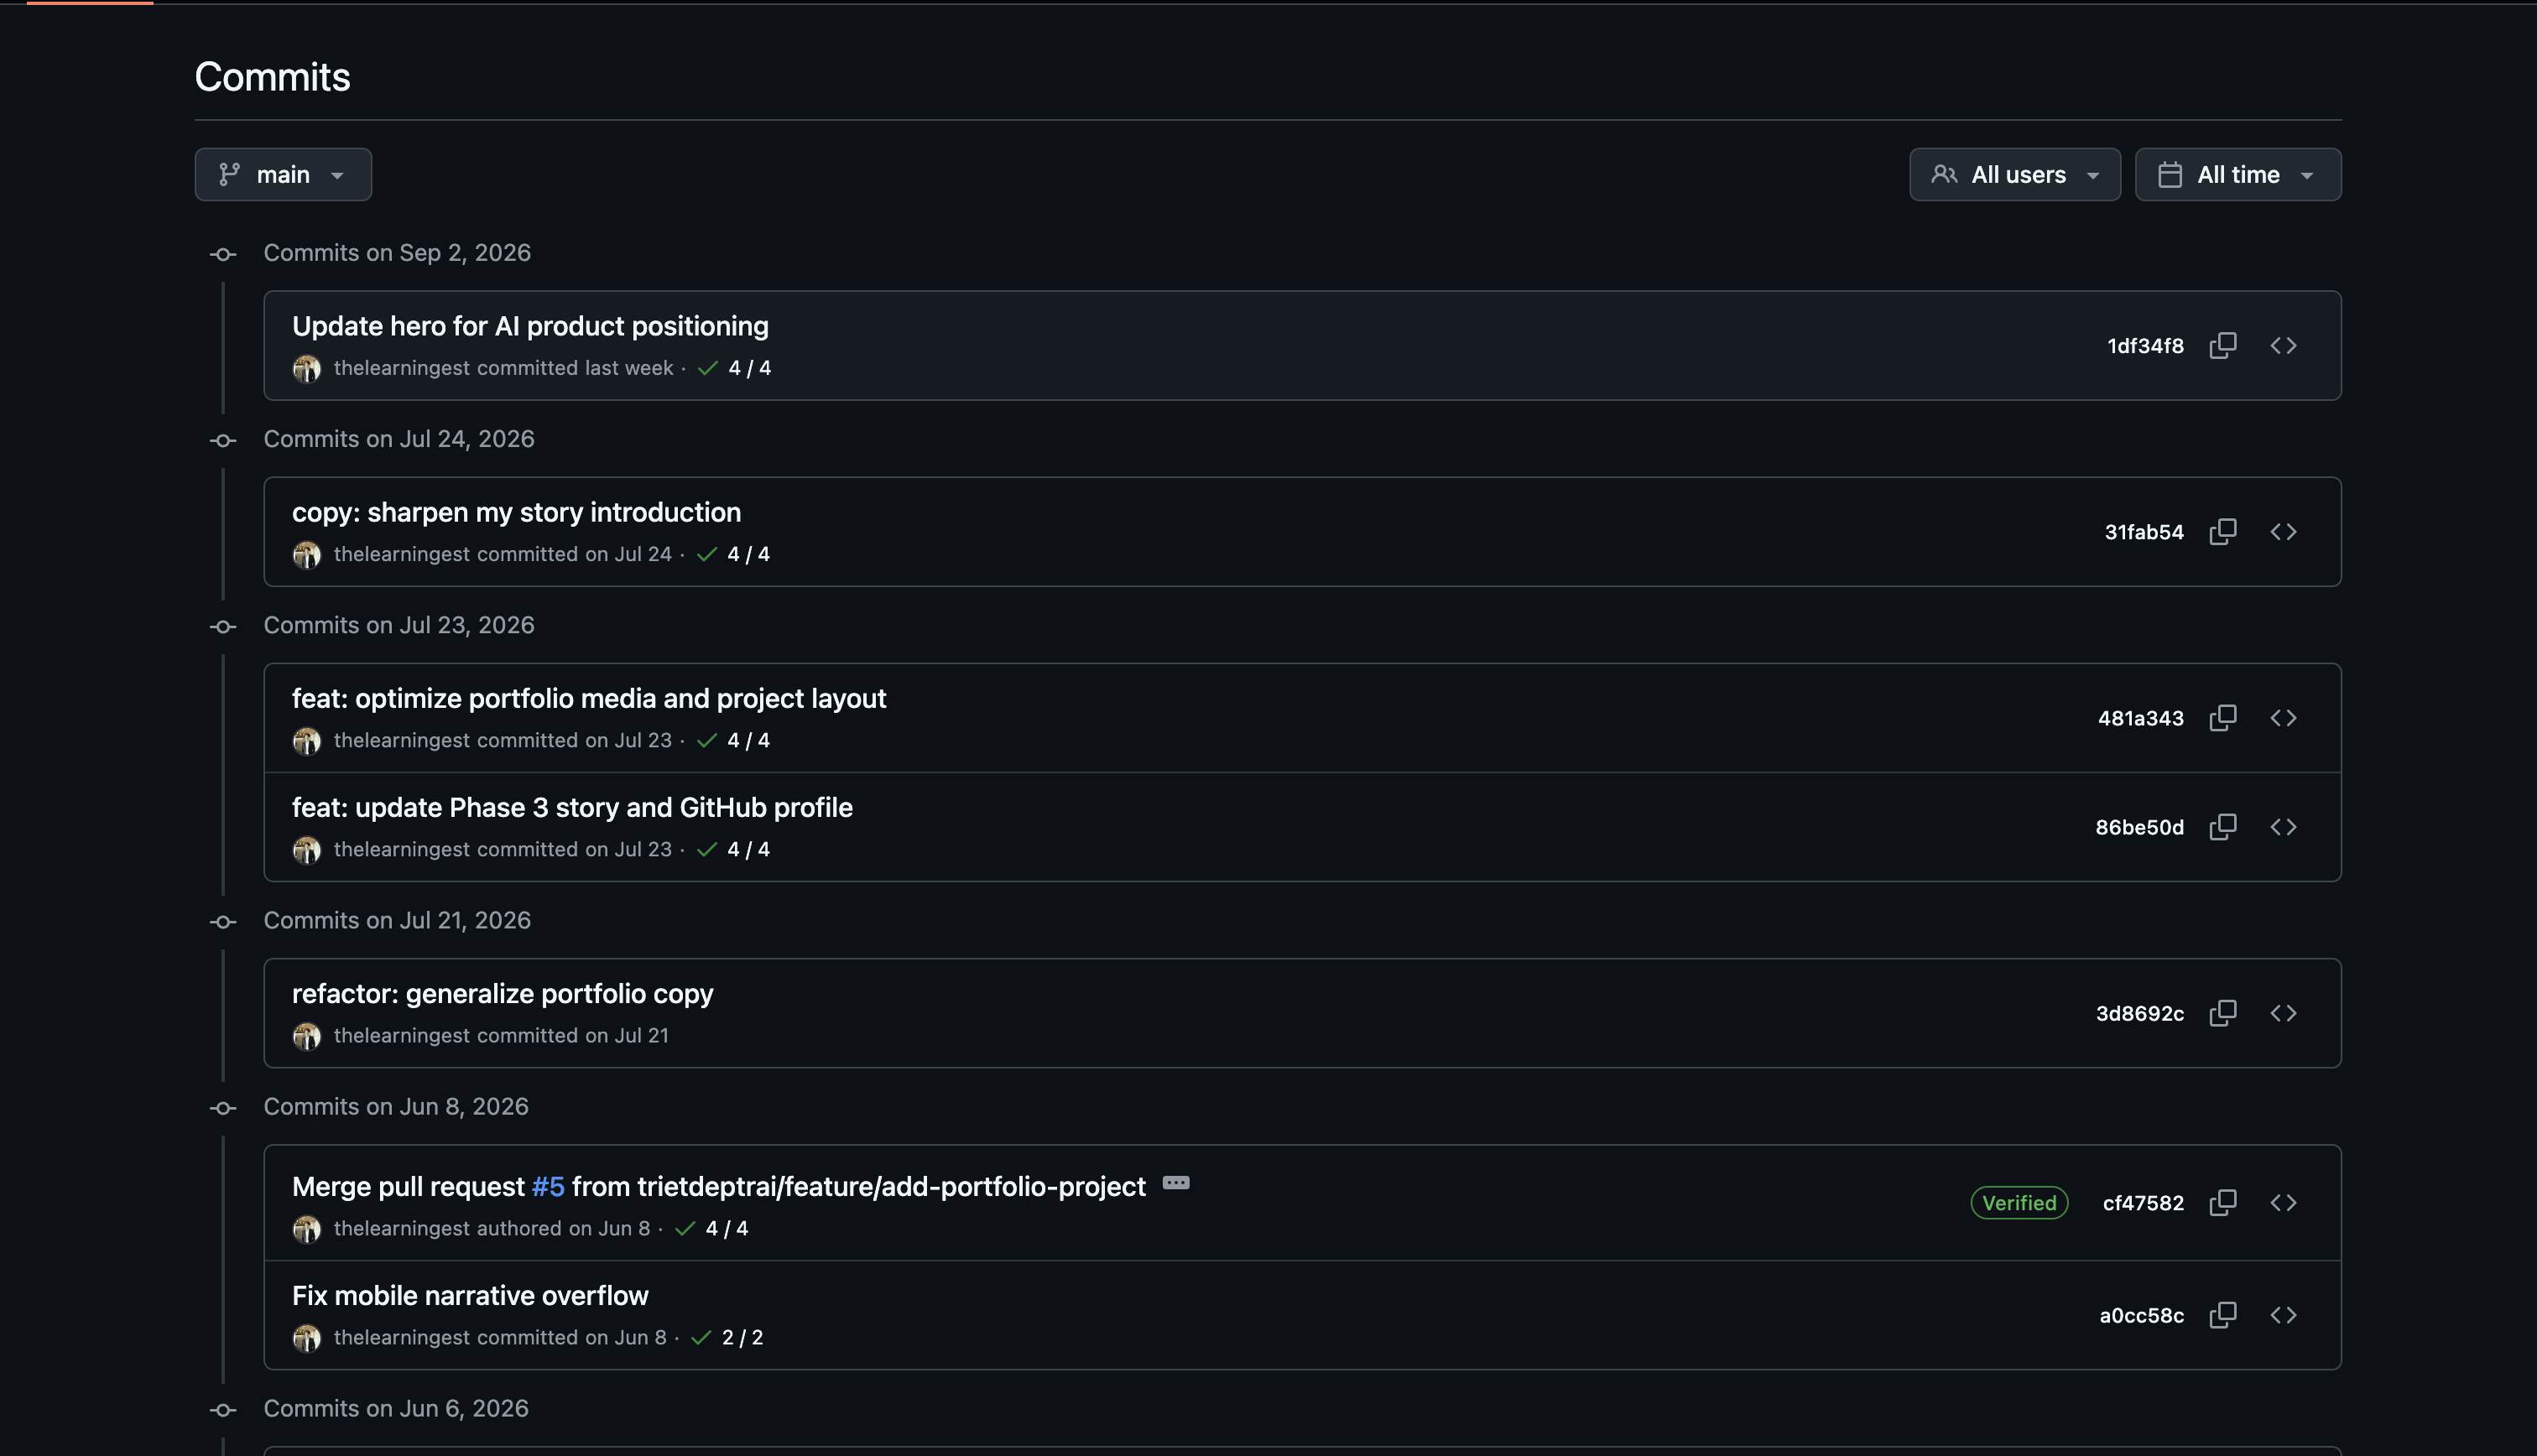 Commits
main
All users
All time
Commits on Sep 2, 2026
Update hero for AI product positioning
thelearningest committed last week · 4 / 4
1df34f8
Commits on Jul 24, 2026
copy: sharpen my story introduction
thelearningest committed on Jul 24 · 4 / 4
31fab54
Commits on Jul 23, 2026
feat: optimize portfolio media and project layout
thelearningest committed on Jul 23 · 4 / 4
481a343
feat: update Phase 3 story and GitHub profile
thelearningest committed on Jul 23 · 4 / 4
86be50d
Commits on Jul 21, 2026
refactor: generalize portfolio copy
thelearningest committed on Jul 21
3d8692c
Commits on Jun 8, 2026
Merge pull request #5 from trietdeptrai/feature/add-portfolio-project
thelearningest authored on Jun 8 · 4 / 4
Verified
cf47582
Fix mobile narrative overflow
thelearningest committed on Jun 8 · 2 / 2
a0cc58c
Commits on Jun 6, 2026